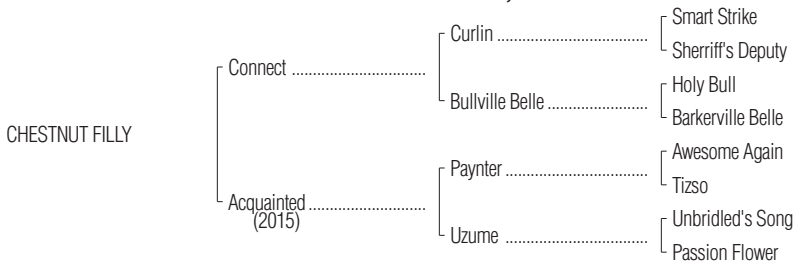 Smart Strike
Curlin
Sherriff's Deputy
Connect
Holy Bull
Bullville Belle
Barkerville Belle
CHESTNUT FILLY
Awesome Again
Paynter
Tizso
Acquainted
(2015)
Unbridled's Song
Uzume
Passion Flower